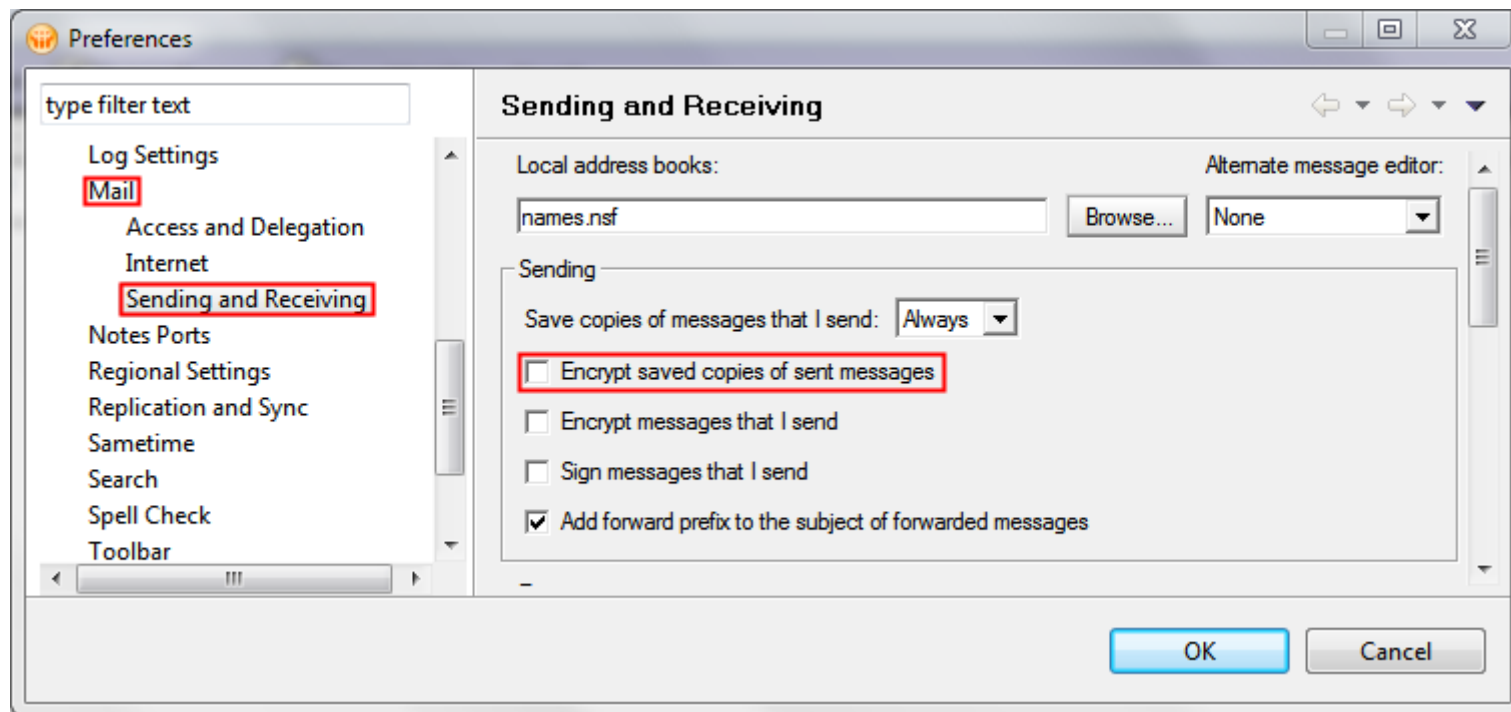 Preferences
type filter text
Log Settings
Mail
Access and Delegation
Internet
Sending and Receiving
Notes Ports
Regional Settings
Replication and Sync
Sametime
Search
Spell Check
Toolbar
Sending and Receiving
Local address books: Alternate message editor:
names.nsf Browse... None
Sending
Save copies of messages that I send: Always
Encrypt saved copies of sent messages
Encrypt messages that I send
Sign messages that I send
Add forward prefix to the subject of forwarded messages
OK Cancel